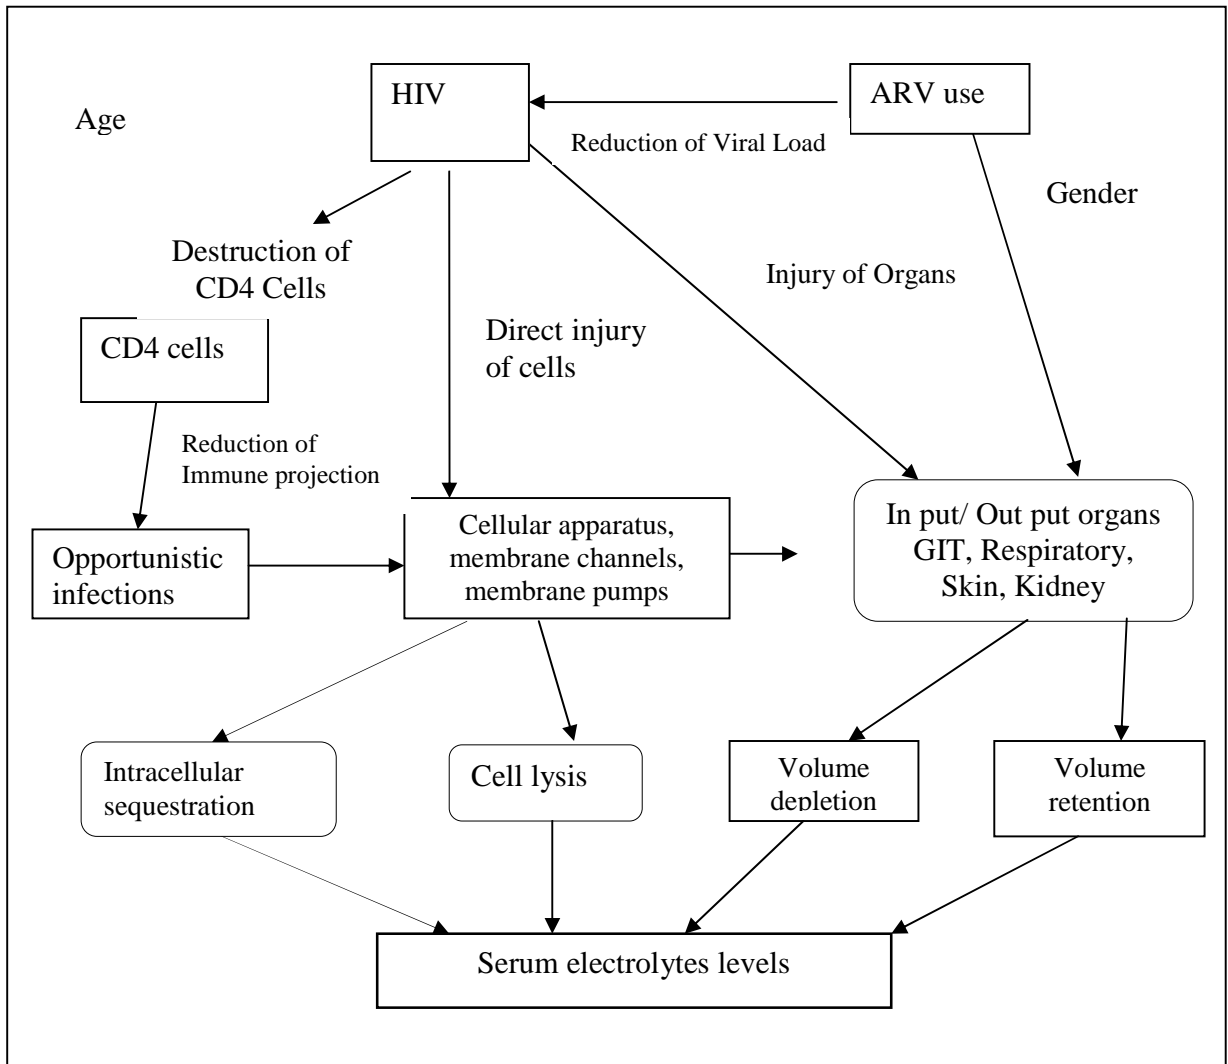 HIV
ARV use
Age
Reduction of Viral Load
Gender
Destruction of
CD4 Cells
Injury of Organs
CD4 cells
Direct injury
of cells
Reduction of
Immune projection
Opportunistic
infections
Cellular apparatus,
membrane channels,
membrane pumps
In put/ Out put organs
GIT, Respiratory,
Skin, Kidney
Intracellular
sequestration
Cell lysis
Volume
depletion
Volume
retention
Serum electrolytes levels